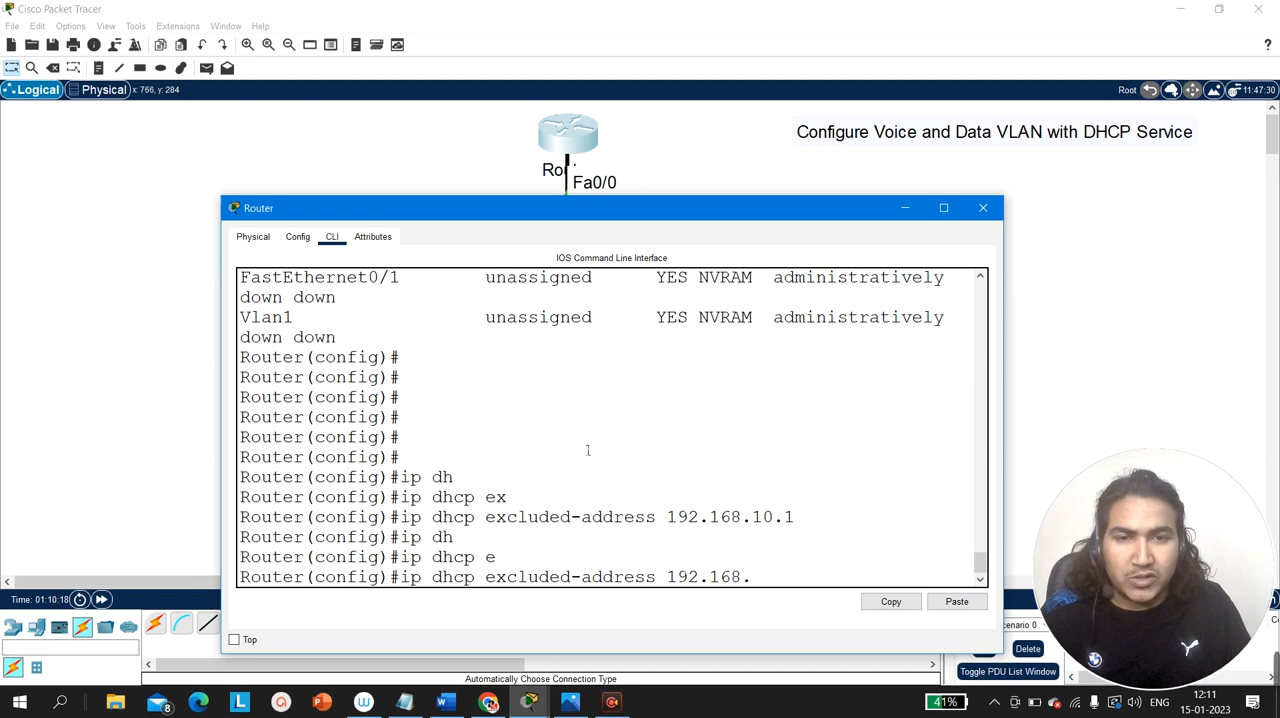 Cisco Packet Tracer
File Edit Options View Tools Extensions Window Help
Logical Physical x: 766, y: 284 Root 11:47:30
Configure Voice and Data VLAN with DHCP Service
Fa0/0
Router
Physical Config CLI Attributes
IOS Command Line Interface
FastEthernet0/1 unassigned YES NVRAM administratively
down down
Vlan1 unassigned YES NVRAM administratively
down down
Router(config)#
Router(config)#
Router(config)#
Router(config)#
Router(config)#
Router(config)#
Router(config)#ip dh
Router(config)#ip dhcp ex
Router(config)#ip dhcp excluded-address 192.168.10.1
Router(config)#ip dh
Router(config)#ip dhcp e
Router(config)#ip dhcp excluded-address 192.168.
Copy Paste
Top
Time: 01:10:18
cenario 0
Delete
Toggle PDU List Window
Automatically Choose Connection Type
41% ENG 12:11
15-01-2023